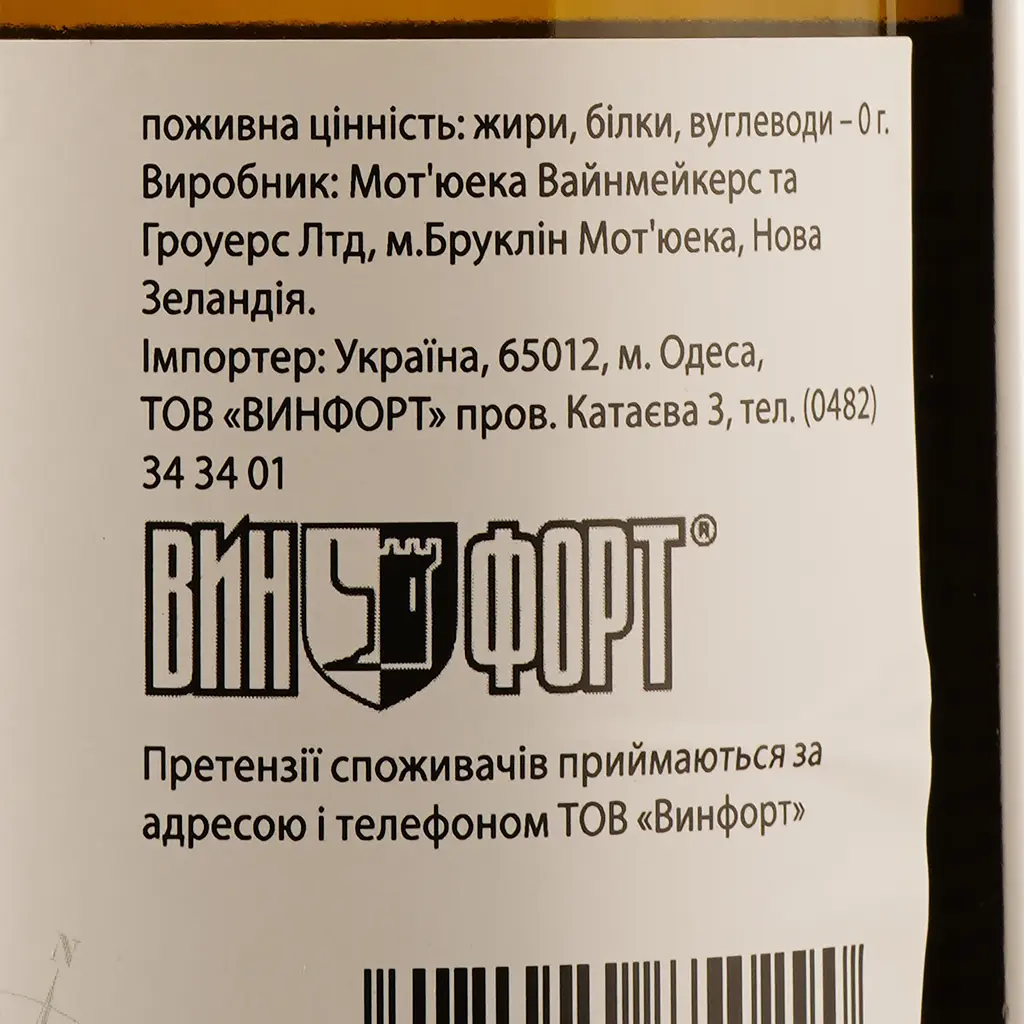 поживна цінність: жири, білки, вуглеводи – 0 г.
Виробник: Мот'юека Вайнмейкерс та
Гроуерс Лтд, м.Бруклін Мот'юека, Нова
Зеландія.
Імпортер: Україна, 65012, м. Одеса,
ТОВ «ВИНФОРТ» пров. Катаєва 3, тел. (0482)
34 34 01
ВИНФОРТ®
Претензії споживачів приймаються за
адресою і телефоном ТОВ «Винфорт»
N